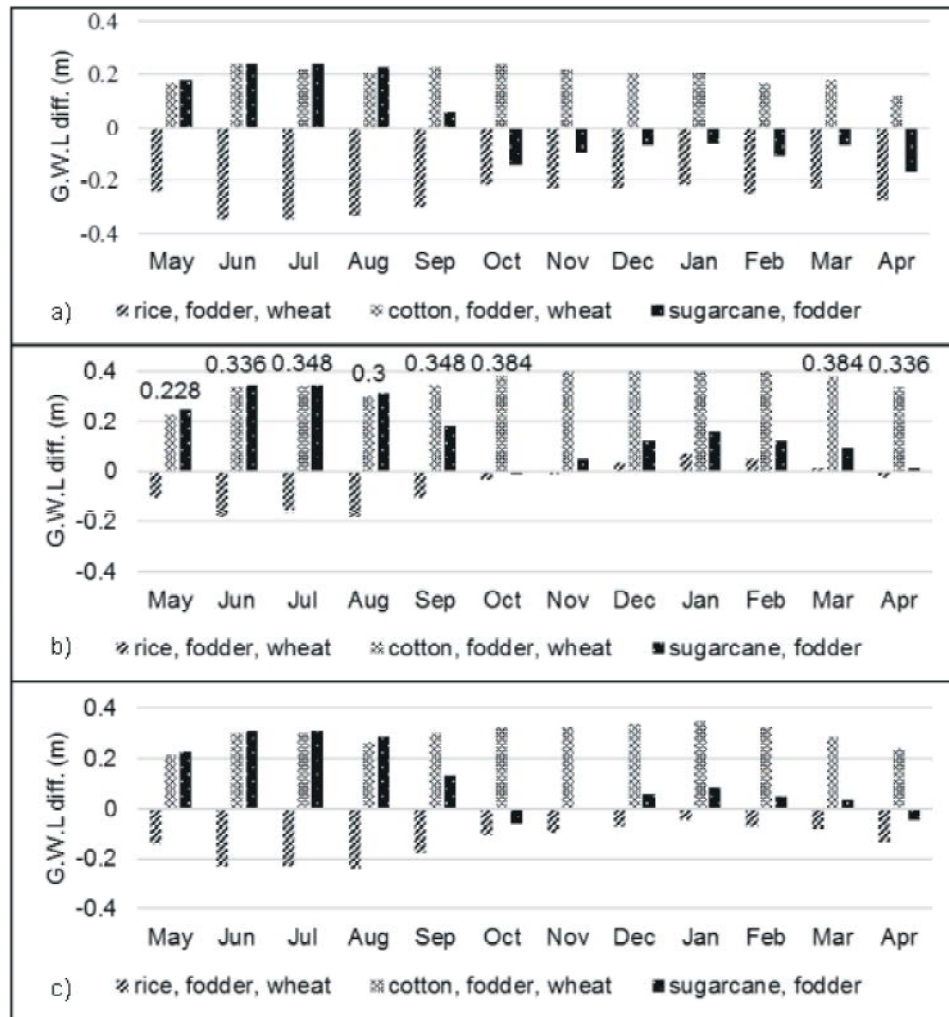 G.W.L diff. (m)
0.4
0.2
0
-0.2
-0.4
May Jun Jul Aug Sep Oct Nov Dec Jan Feb Mar Apr
a) rice, fodder, wheat cotton, fodder, wheat sugarcane, fodder
G.W.L diff. (m)
0.4
0.2
0
-0.2
-0.4
0.228 0.336 0.348 0.3 0.348 0.384 0.384 0.336
May Jun Jul Aug Sep Oct Nov Dec Jan Feb Mar Apr
b) rice, fodder, wheat cotton, fodder, wheat sugarcane, fodder
G.W.L diff. (m)
0.4
0.2
0
-0.2
-0.4
May Jun Jul Aug Sep Oct Nov Dec Jan Feb Mar Apr
c) rice, fodder, wheat cotton, fodder, wheat sugarcane, fodder